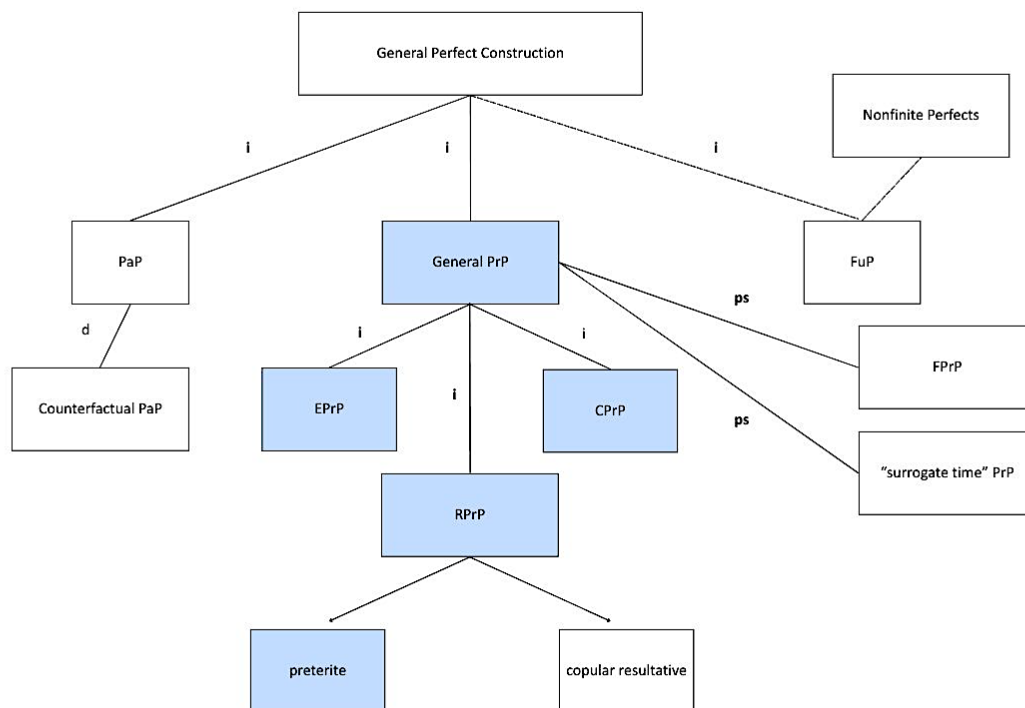 General Perfect Construction
Nonfinite Perfects
i
i
i
PaP
General PrP
FuP
ps
d
i
i
FPrP
Counterfactual PaP
EPrP
i
CPrP
ps
"surrogate time" PrP
RPrP
preterite
copular resultative